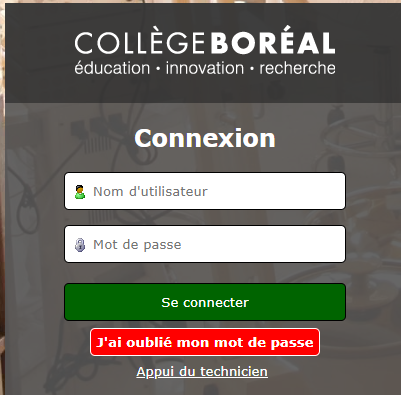 COLLÈGEBORÉAL
éducation • innovation • recherche
Connexion
Nom d'utilisateur
Mot de passe
Se connecter
J'ai oublié mon mot de passe
Appui du technicien